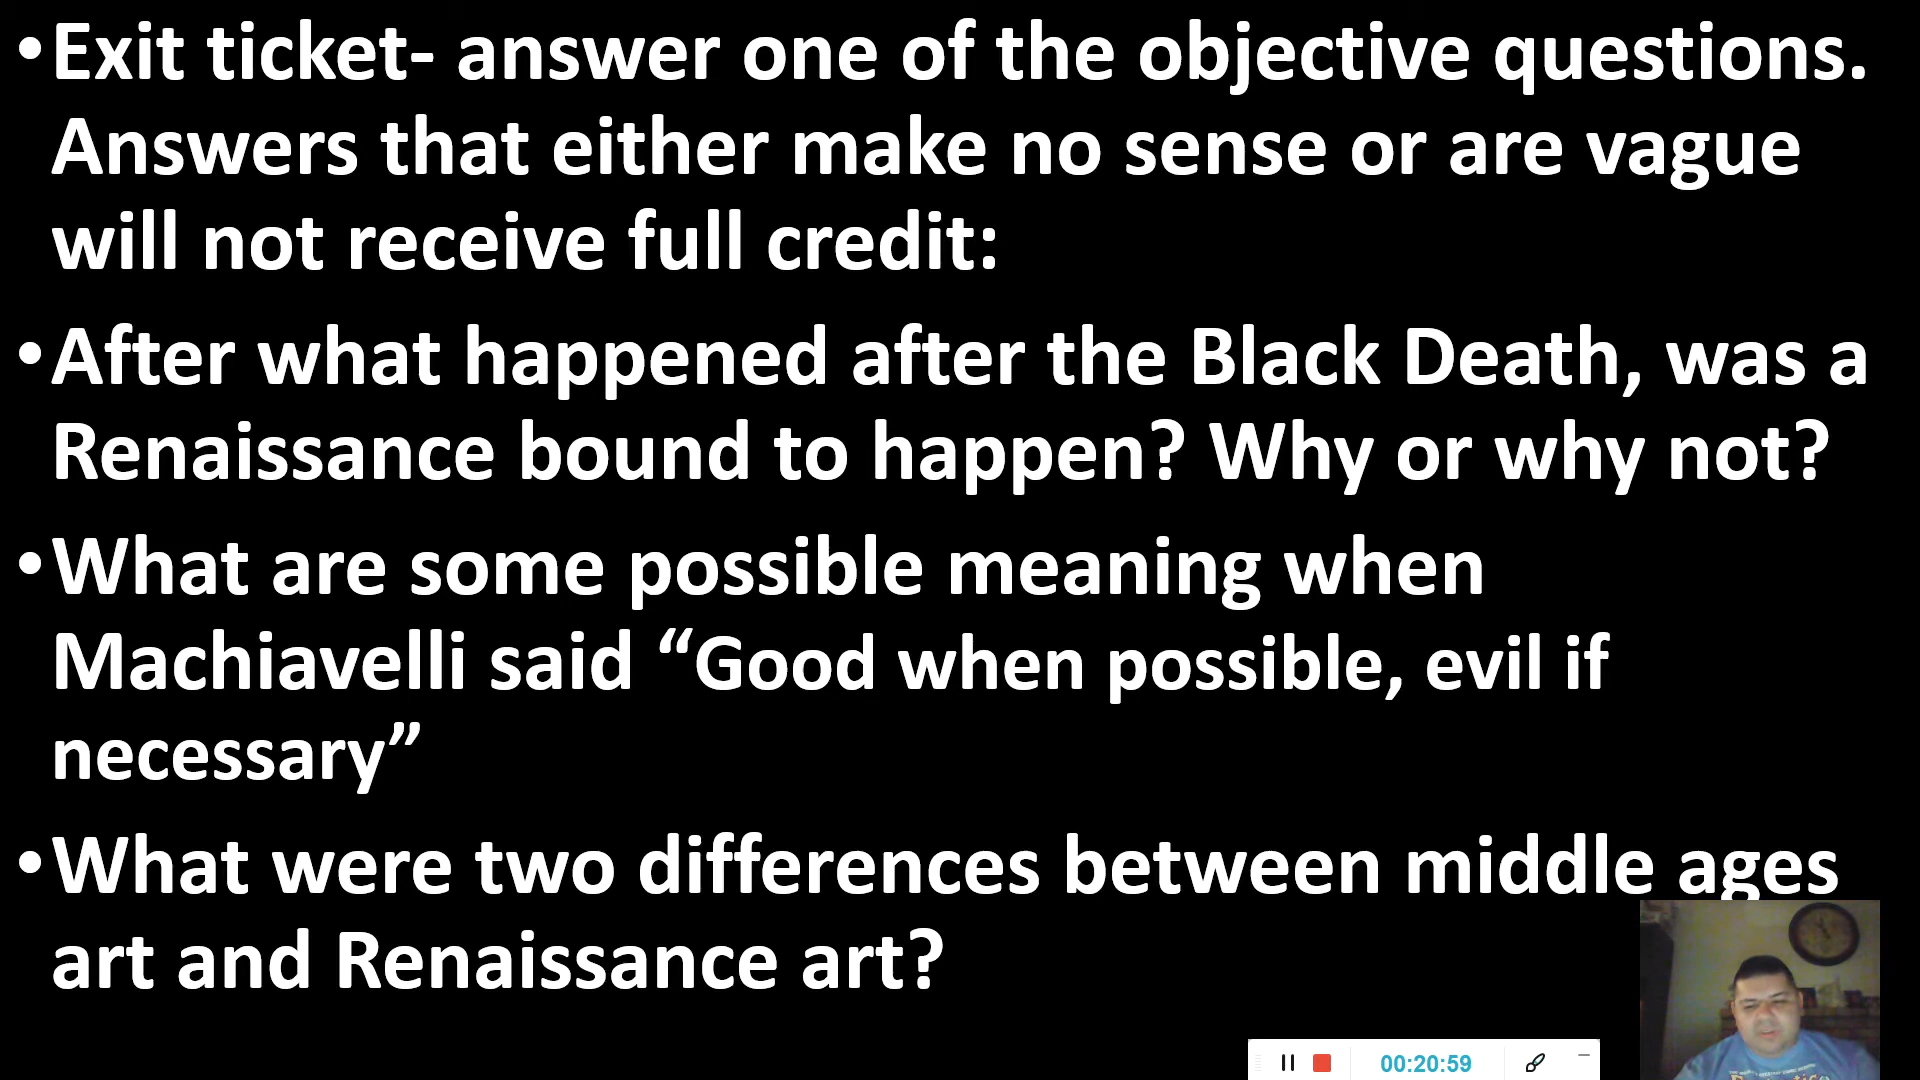 •Exit ticket- answer one of the objective questions.
Answers that either make no sense or are vague
will not receive full credit:
•After what happened after the Black Death, was a
Renaissance bound to happen? Why or why not?
•What are some possible meaning when
Machiavelli said “Good when possible, evil if
necessary”
•What were two differences between middle ages
art and Renaissance art?
00:20:59